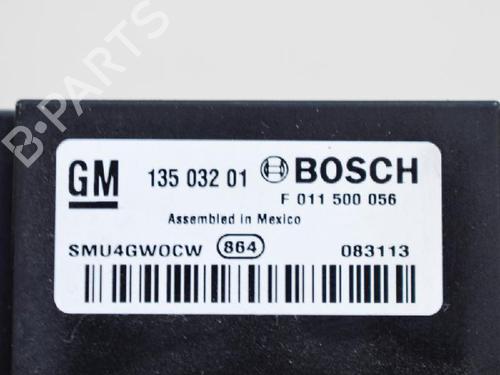 B-PARTS
GM 135 032 01 BOSCH
F 011 500 056
Assembled in Mexico
SMU4GWOCW 864 083113